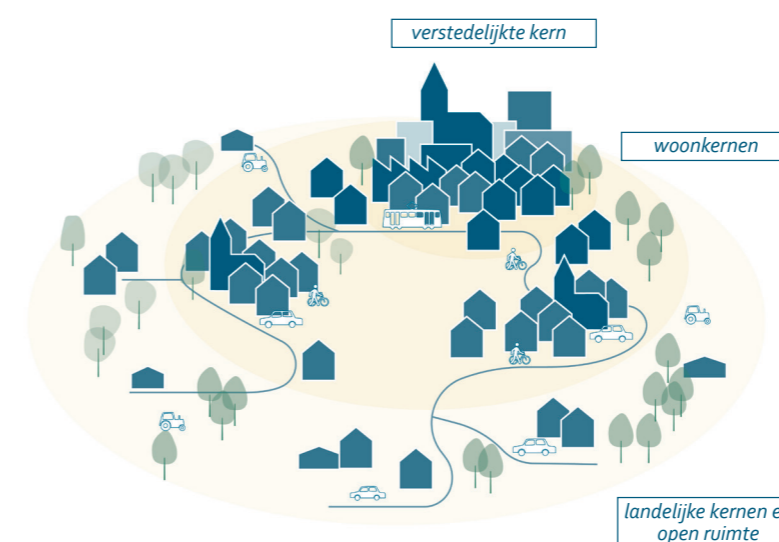 verstedelijkte kern
woonkernen
landelijke kernen e
open ruimte